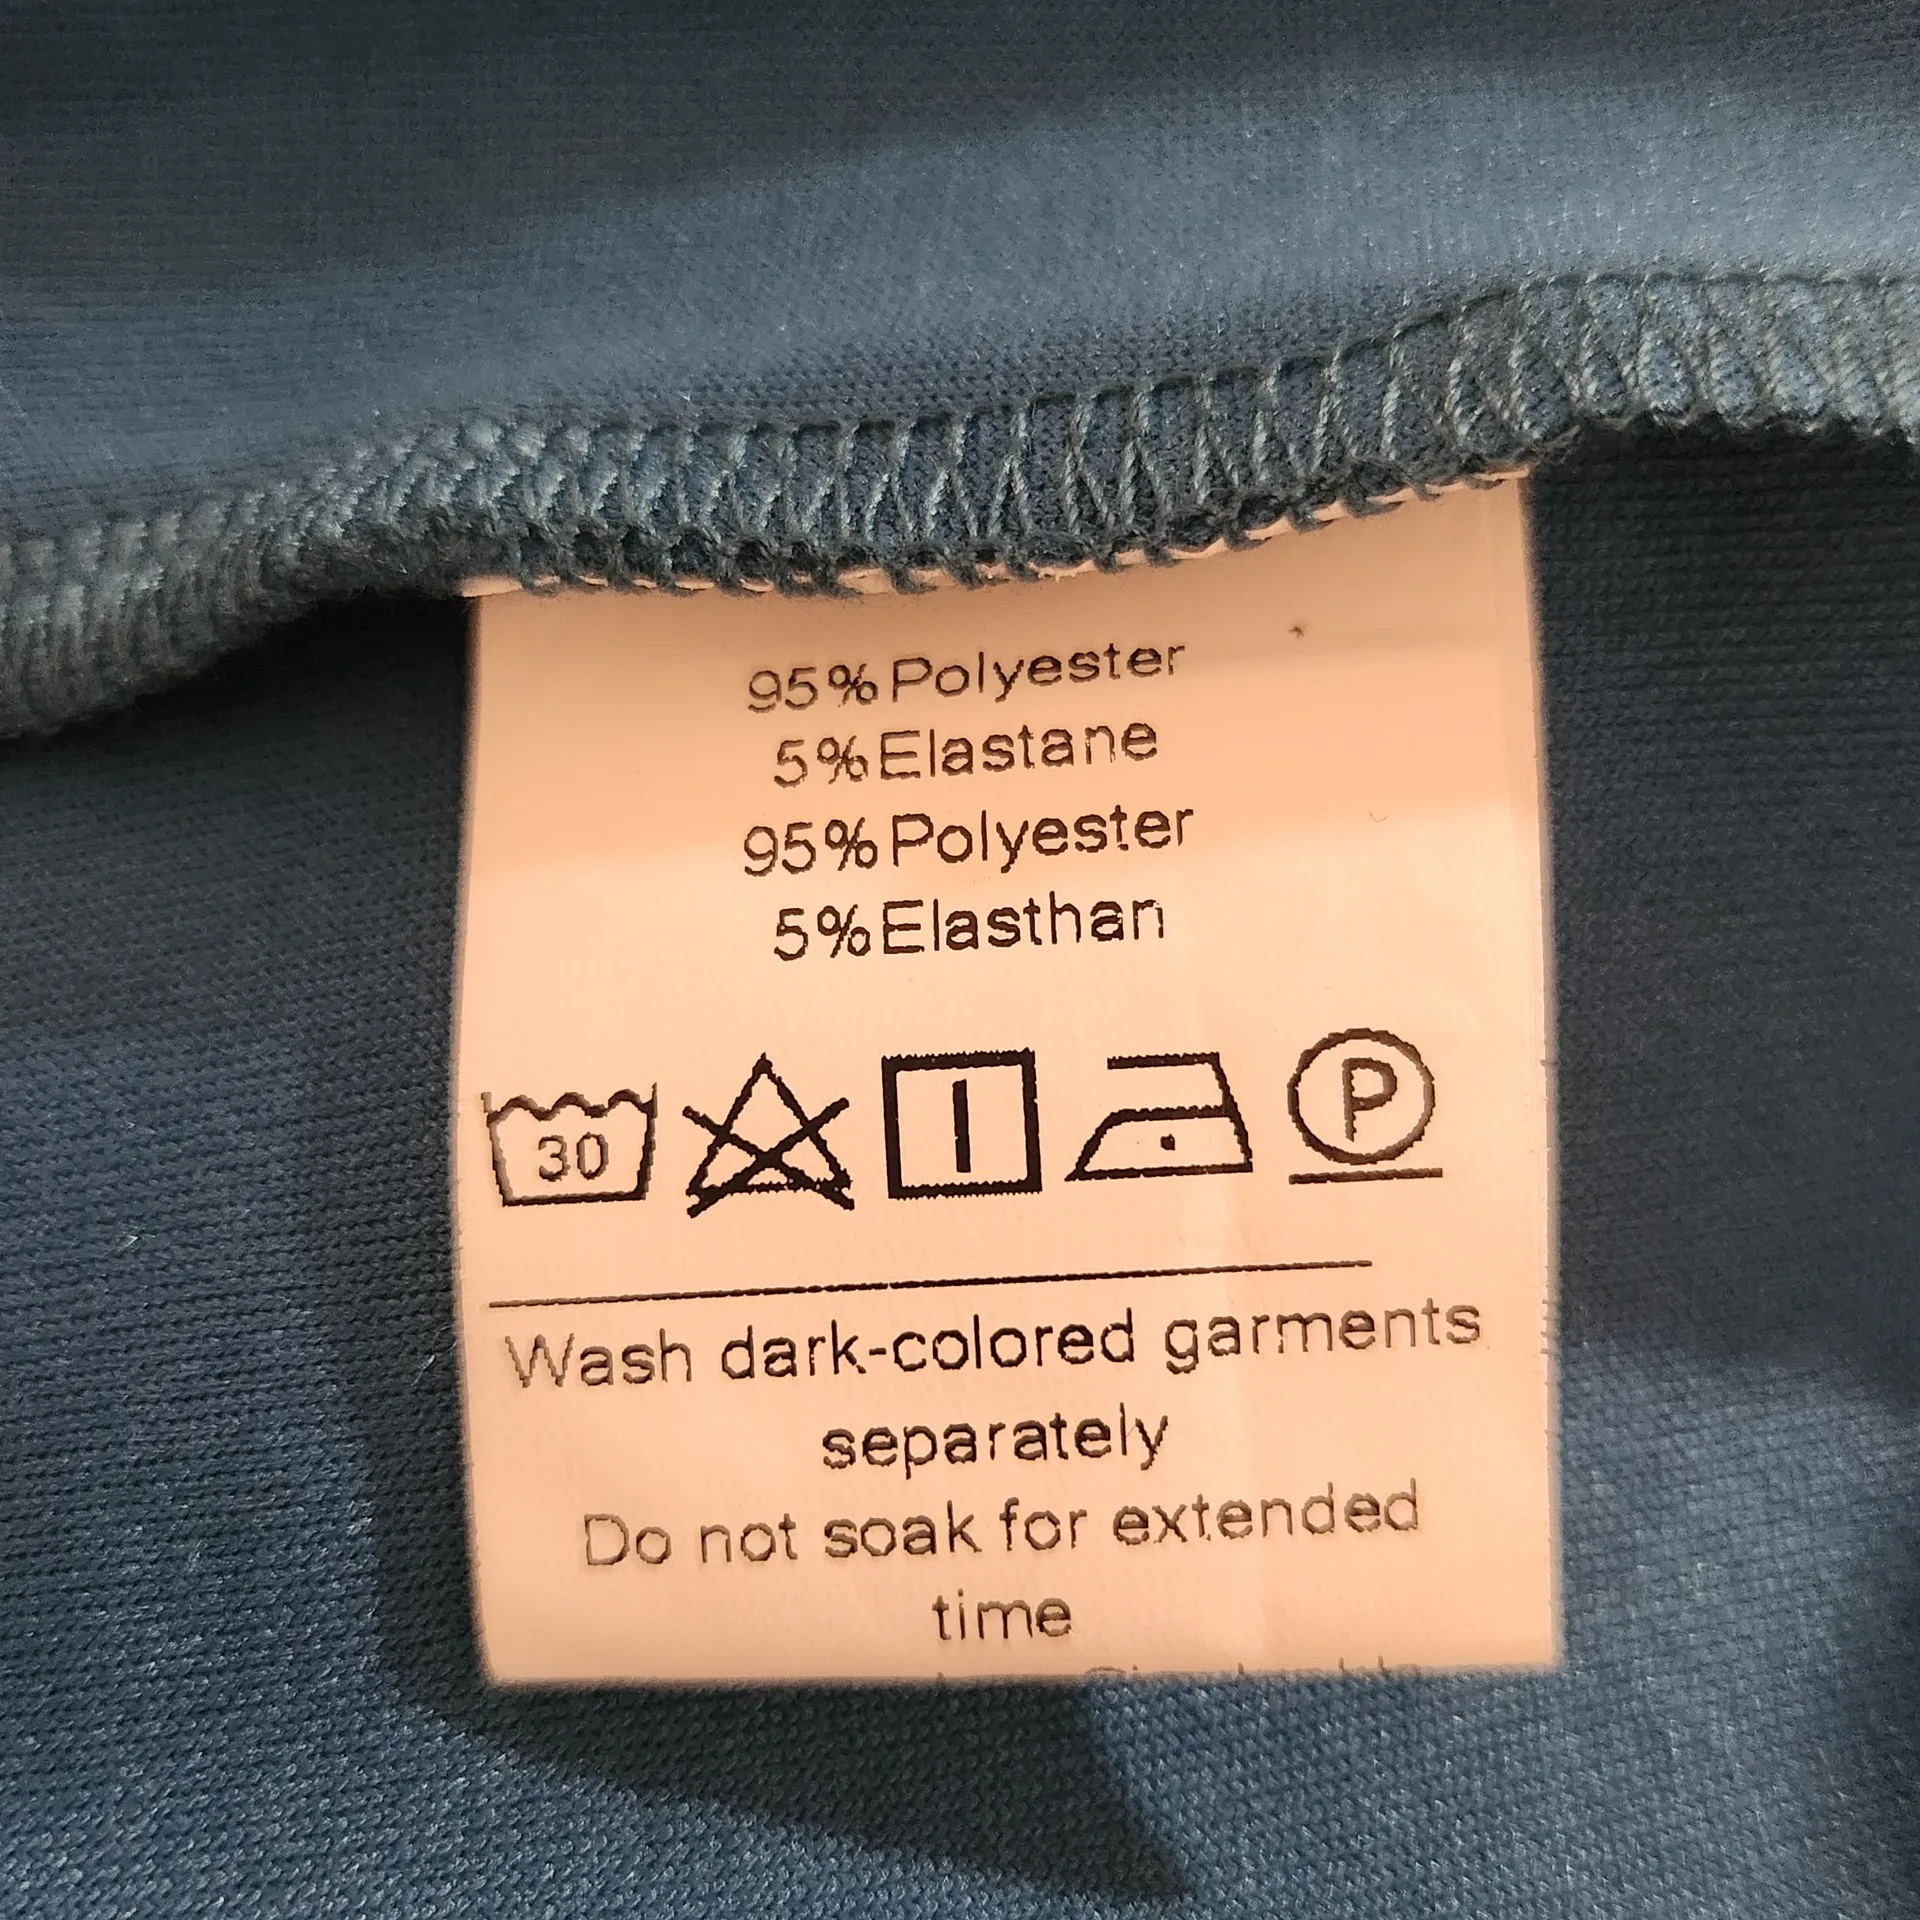 95%Polyester
5%Elastane
95%Polyester
5%Elasthan
30
P
Wash dark-colored garments
separately
Do not soak for extended
time